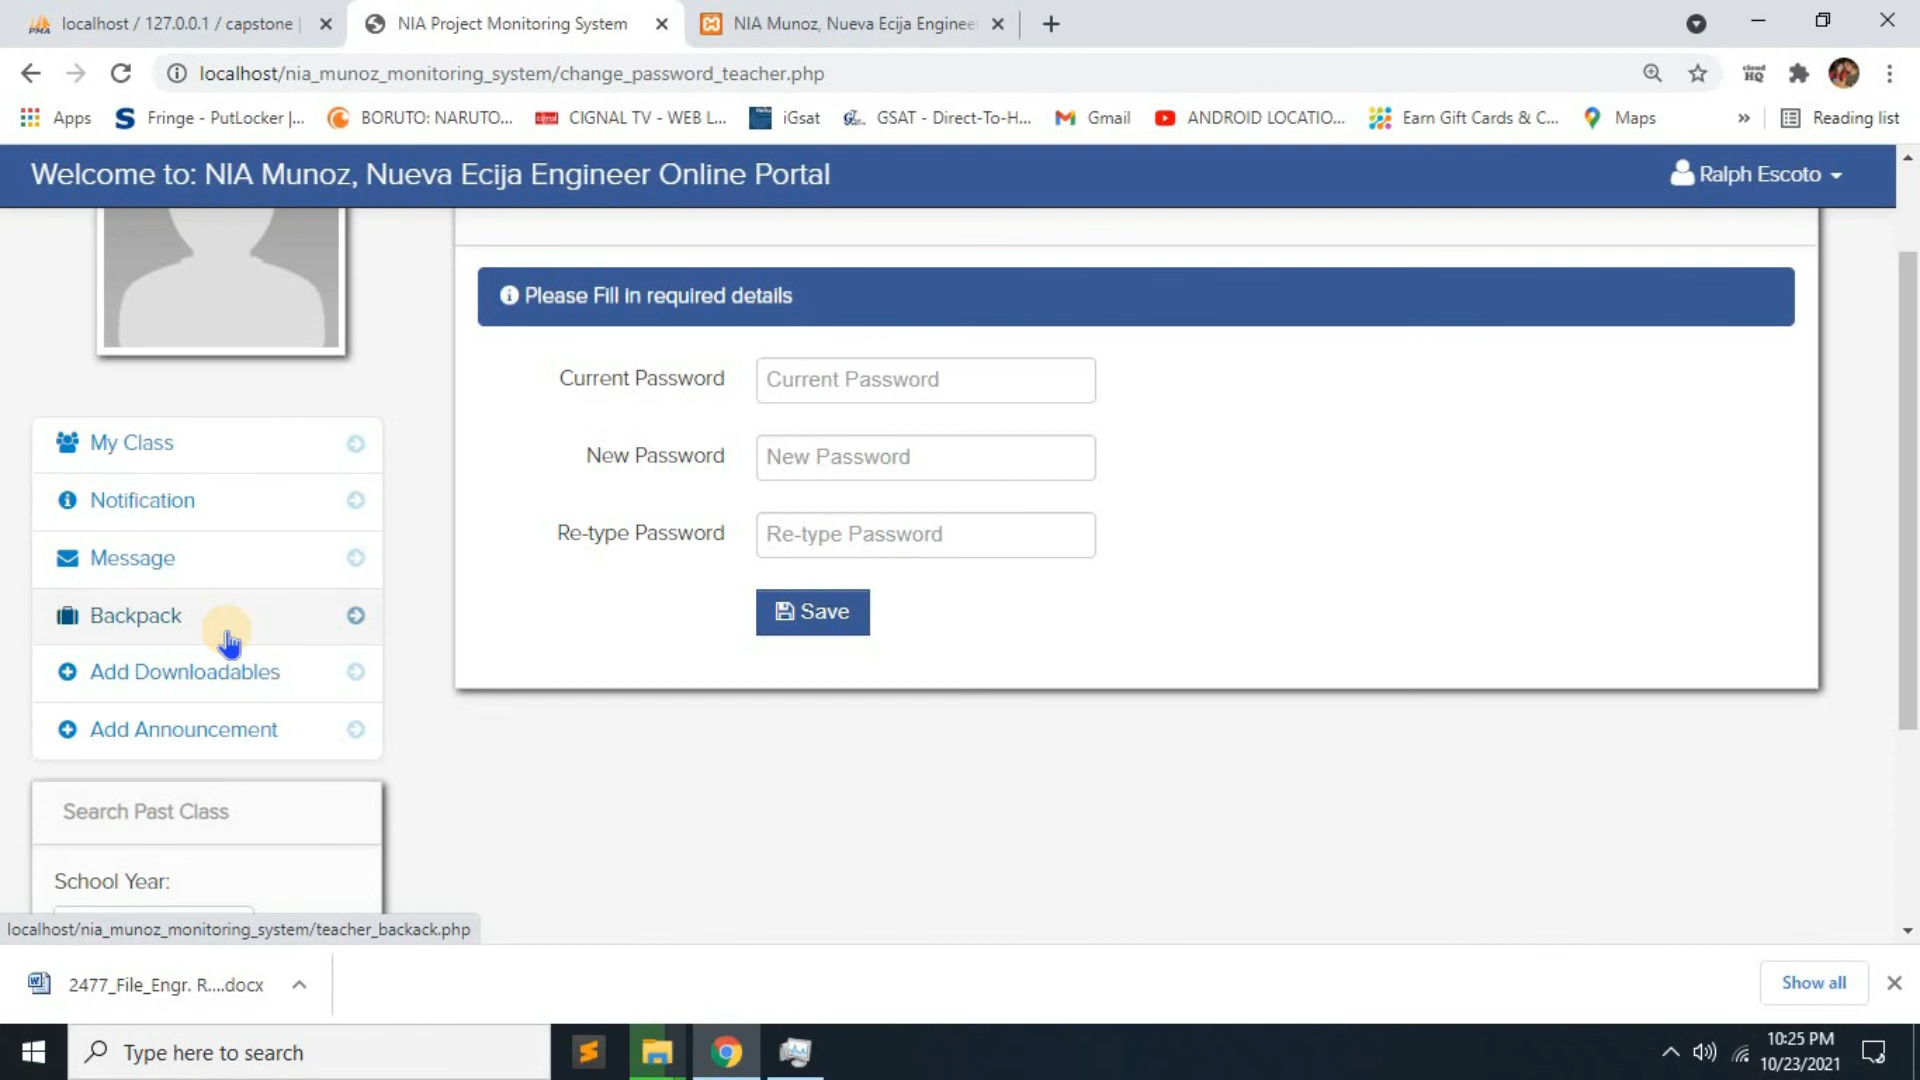 localhost / 127.0.0.1 / capstone |
NIA Project Monitoring System
NIA Munoz, Nueva Ecija Enginee
localhost/nia_munoz_monitoring_system/change_password_teacher.php
cloud
HQ
Apps
Fringe - PutLocker |...
BORUTO: NARUTO...
CIGNAL TV - WEB L...
iGsat
GSAT - Direct-To-H...
Gmail
ANDROID LOCATIO...
Earn Gift Cards & C...
Maps
»
Reading list
Welcome to: NIA Munoz, Nueva Ecija Engineer Online Portal
Ralph Escoto
Please Fill in required details
Current Password
Current Password
New Password
New Password
Re-type Password
Re-type Password
Save
My Class
Notification
Message
Backpack
Add Downloadables
Add Announcement
Search Past Class
School Year:
localhost/nia_munoz_monitoring_system/teacher_backack.php
2477_File_Engr. R....docx
Show all
Type here to search
10:25 PM
10/23/2021